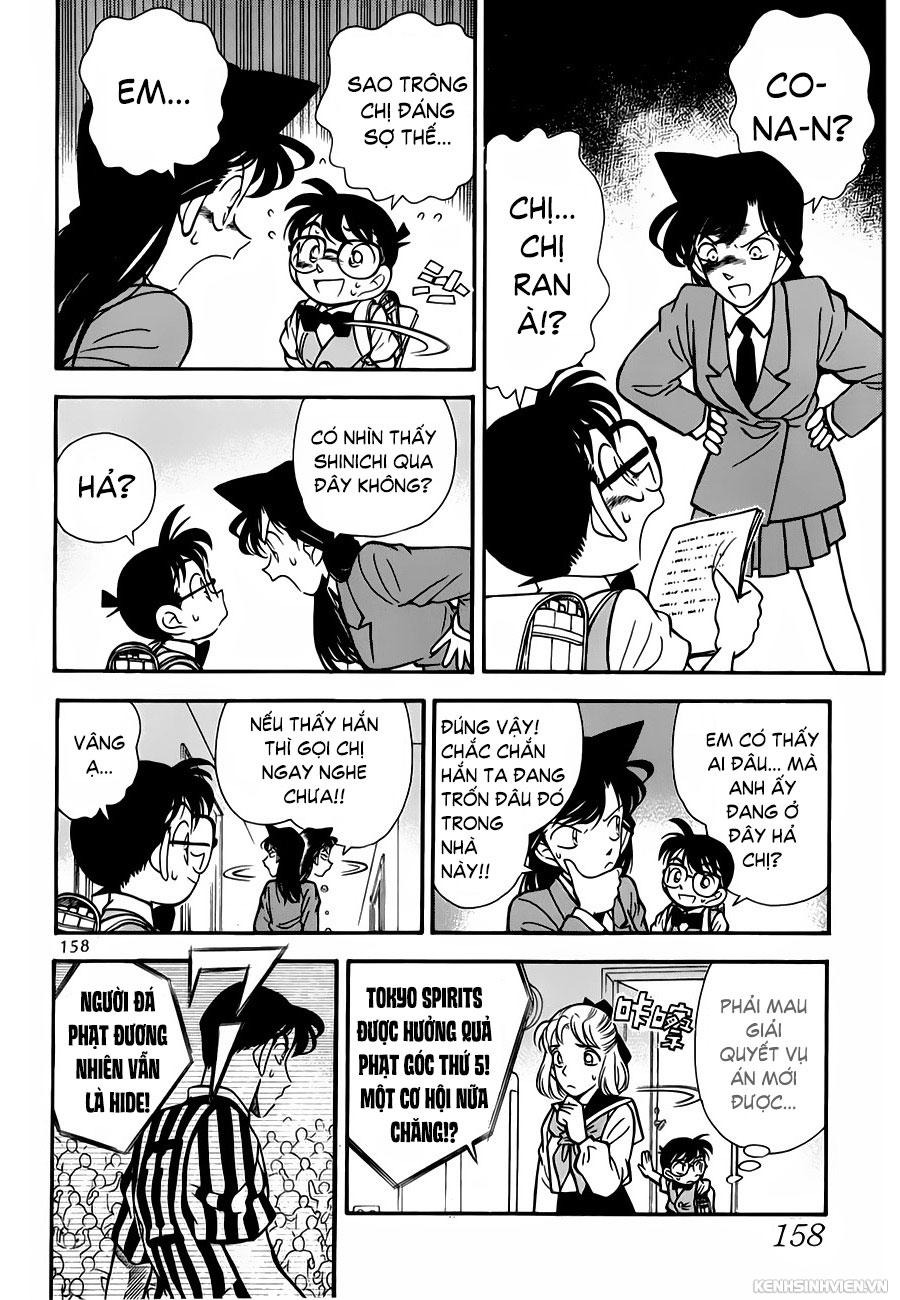 CO-
NA-N?
CHỊ...
CHỊ
RAN
À!?
SAO TRÔNG
CHỊ ĐÁNG
SỢ THẾ...
EM...
CÓ NHÌN THẤY
SHINICHI QUA
ĐÂY KHÔNG?
HẢ?
EM CÓ THẤY
AI ĐÂU... MÀ
ANH ẤY
ĐANG Ở
ĐÂY HẢ
CHỊ?
ĐÚNG VẬY!
CHẮC CHẮN
HẮN TA ĐANG
TRỐN ĐÂU ĐÓ
TRONG
NHÀ
NÀY!!
NẾU THẤY HẮN
THÌ GỌI CHỊ
NGAY NGHE
CHƯA!!
VÂNG
Ạ...
158
PHẢI MAU
GIẢI
QUYẾT VỤ
ÁN MỚI
ĐƯỢC...
咔嚓
TOKYO SPIRITS
ĐƯỢC HƯỞNG QUẢ
PHẠT GÓC THỨ 5!
MỘT CƠ HỘI NỮA
CHĂNG!?
NGƯỜI ĐÁ
PHẠT ĐƯƠNG
NHIÊN VẪN
LÀ HIDE!
158
KENHSINHVIEN.VN